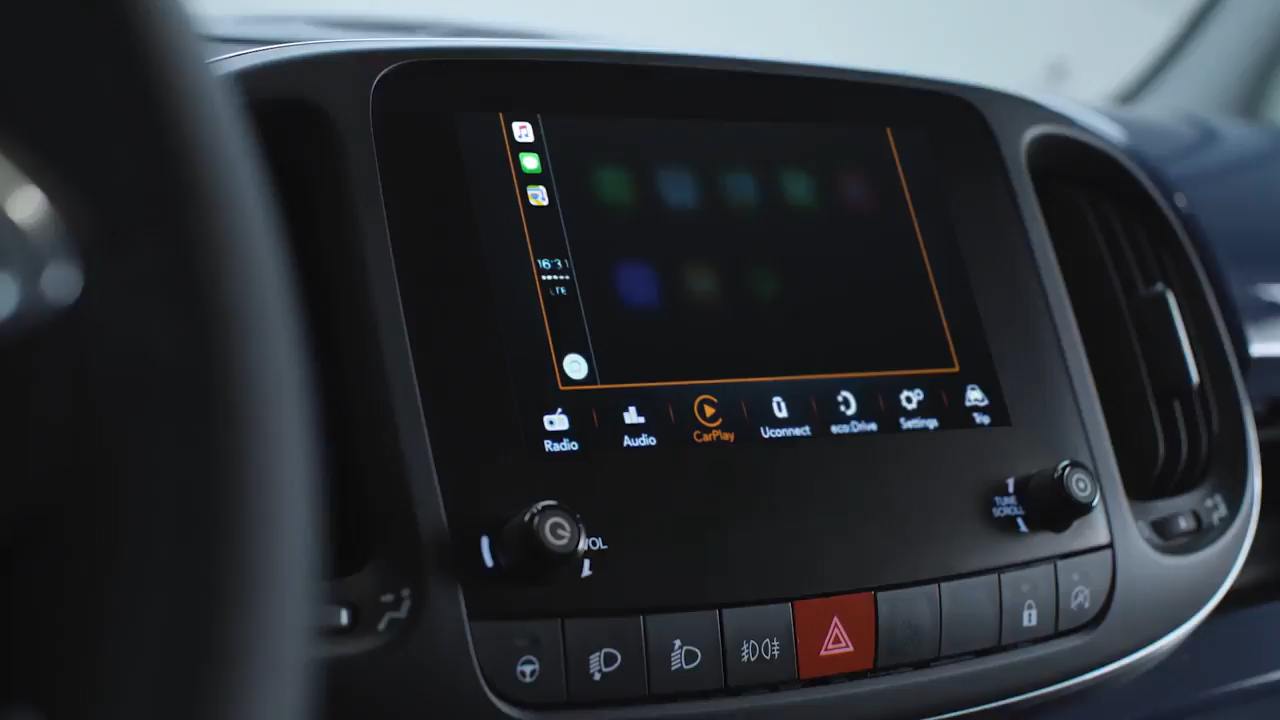 16:31
LTE
Radio
Audio
CarPlay
Uconnect
eco:Drive
Settings
Trip
VOL
TUNE
SCROLL